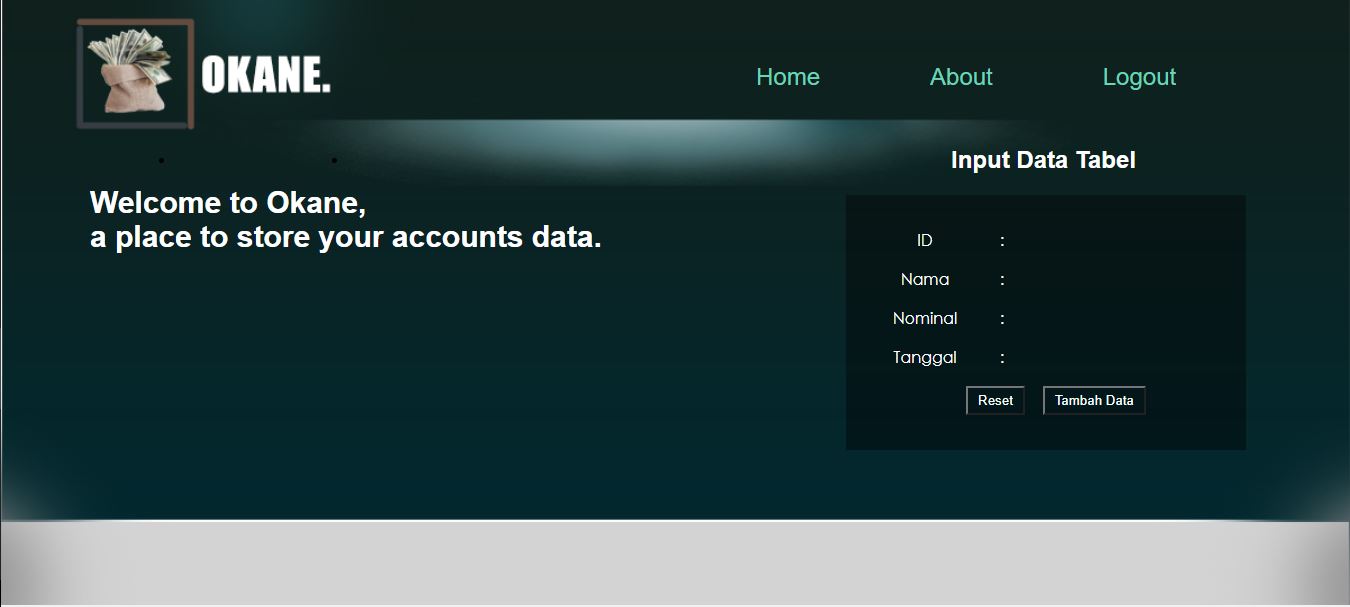 OKANE.
Home About Logout
Input Data Tabel
Welcome to Okane,
a place to store your accounts data.
ID :
Nama :
Nominal :
Tanggal :
Reset Tambah Data